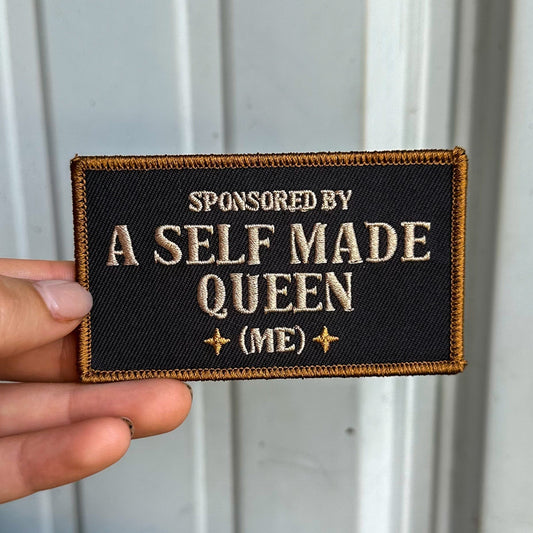 SPONSORED BY
A SELF MADE
QUEEN
(ME)